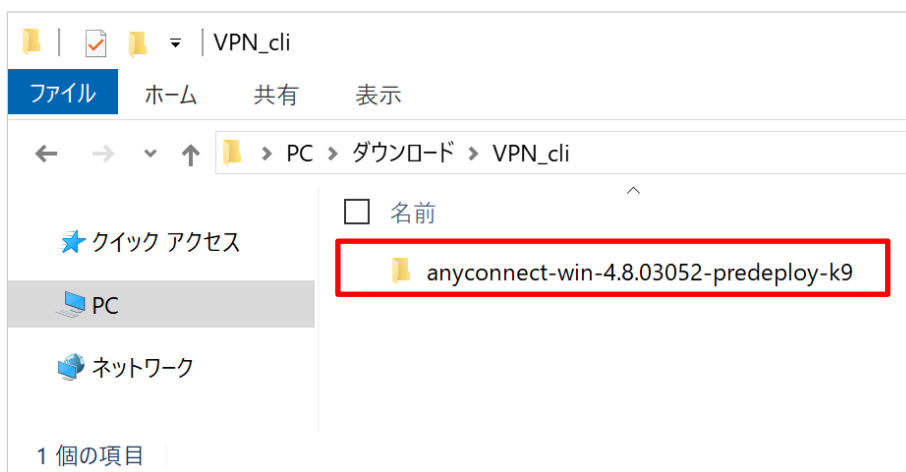 VPN_cli
ファイル ホーム 共有 表示
PC ダウンロード VPN_cli
名前
クイック アクセス
anyconnect-win-4.8.03052-predeploy-k9
PC
ネットワーク
1 個の項目